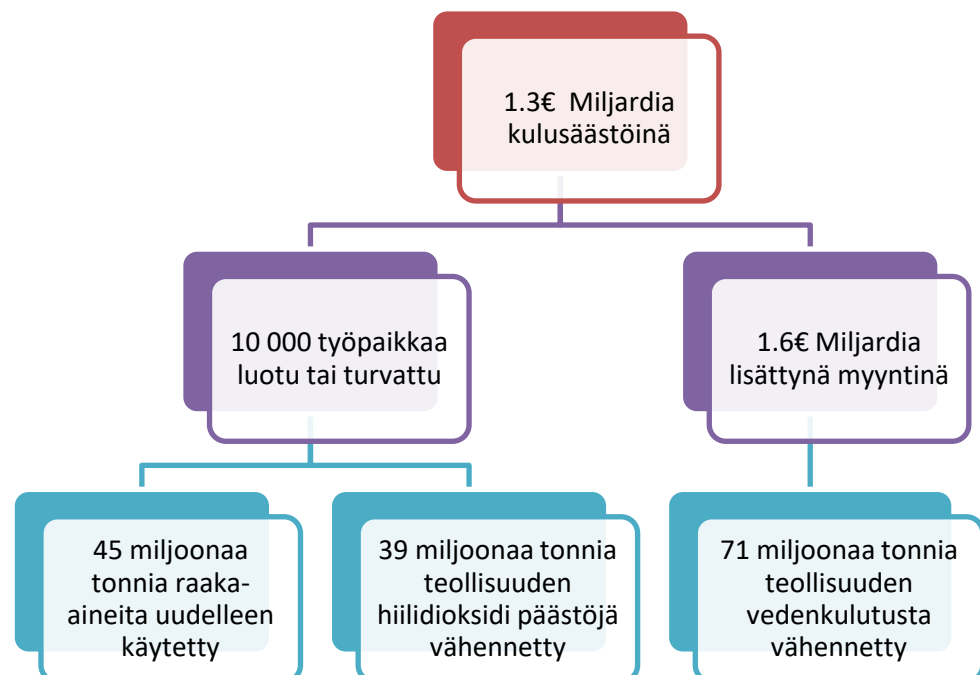 1.3€ Miljardia
kulusäästöinä
10 000 työpaikkaa
luotu tai turvattu
1.6€ Miljardia
lisättynä myyntinä
45 miljoonaa
tonnia raaka-
aineita uudelleen
käytetty
39 miljoonaa tonnia
teollisuuden
hiilidioksidi päästöjä
vähennetty
71 miljoonaa tonnia
teollisuuden
vedenkulutusta
vähennetty